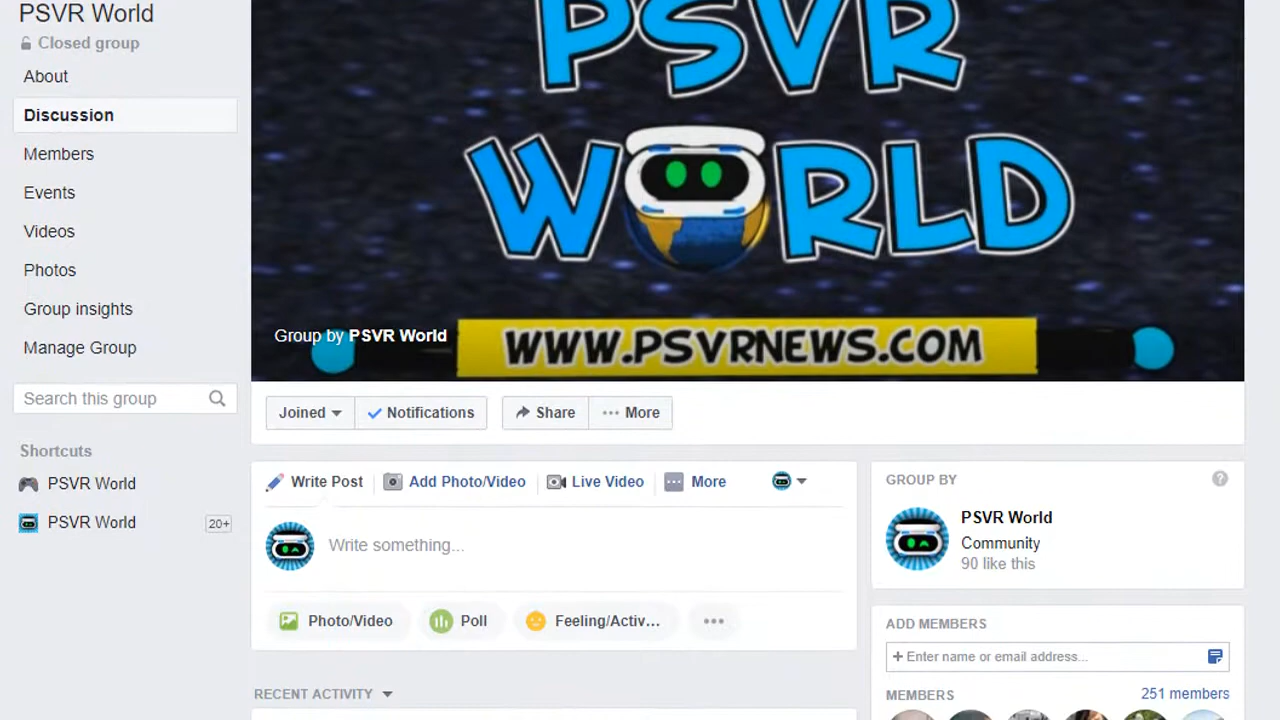 PSVR World
Closed group
About
Discussion
Members
Events
Videos
Photos
Group insights
Manage Group
Search this group
Shortcuts
PSVR World
PSVR World 20+
PSVR
WORLD
Group by PSVR World
WWW.PSVRNEWS.COM
Joined Notifications Share More
Write Post Add Photo/Video Live Video More
Write something...
Photo/Video Poll Feeling/Activ...
RECENT ACTIVITY
GROUP BY ?
PSVR World
Community
90 like this
ADD MEMBERS
+ Enter name or email address...
MEMBERS 251 members